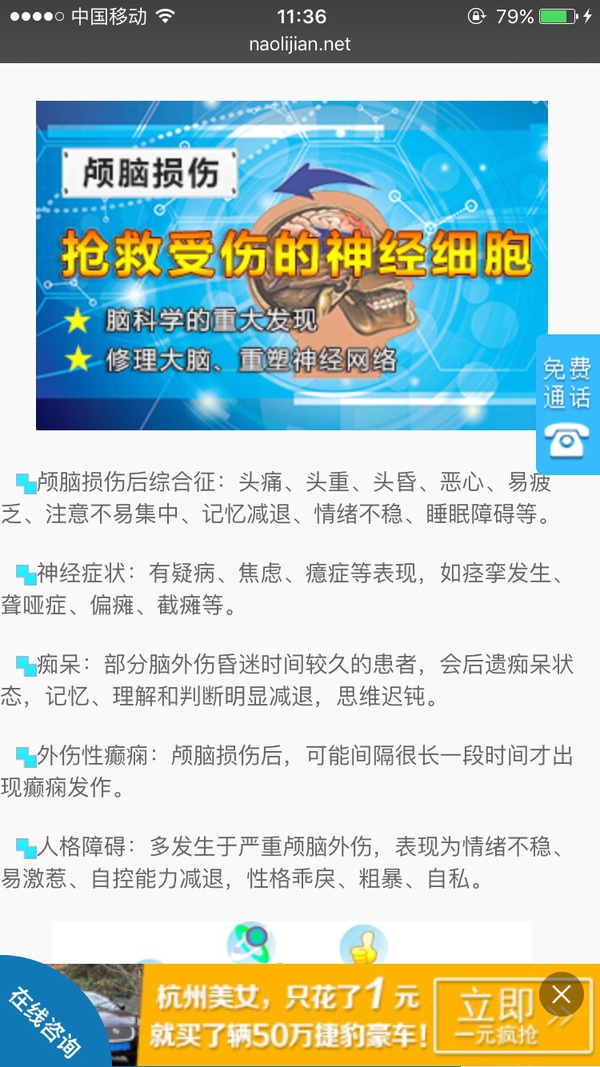 中国移动
11:36
79%
naolijian.net
颅脑损伤
抢救受伤的神经细胞
★ 脑科学的重大发现
★ 修理大脑、重塑神经网络
免费
通话
颅脑损伤后综合征：头痛、头重、头昏、恶心、易疲
乏、注意不易集中、记忆减退、情绪不稳、睡眠障碍等。
神经症状：有疑病、焦虑、癔症等表现，如痉挛发生、
聋哑症、偏瘫、截瘫等。
痴呆：部分脑外伤昏迷时间较久的患者，会后遗痴呆状
态，记忆、理解和判断明显减退，思维迟钝。
外伤性癫痫：颅脑损伤后，可能间隔很长一段时间才出
现癫痫发作。
人格障碍：多发生于严重颅脑外伤，表现为情绪不稳、
易激惹、自控能力减退，性格乖戾、粗暴、自私。
在线咨询
杭州美女，只花了1元
就买了辆50万捷豹豪车！
立即
一元疯抢